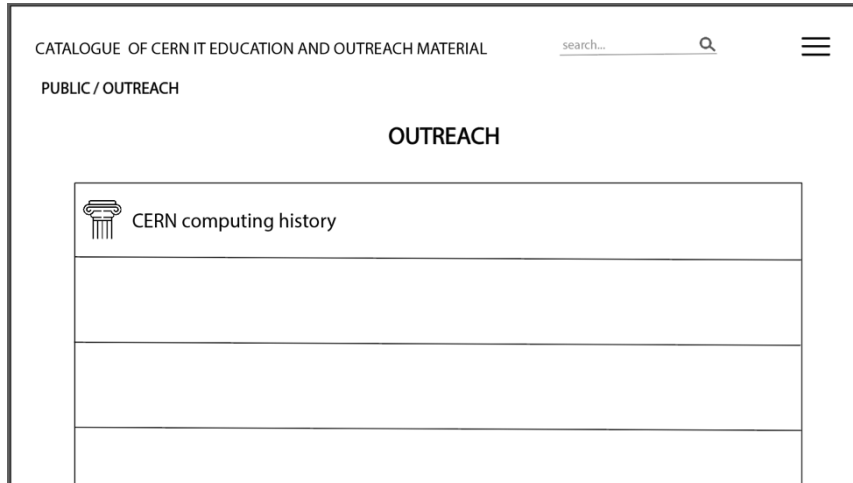 CATALOGUE OF CERN IT EDUCATION AND OUTREACH MATERIAL
search...
PUBLIC / OUTREACH
OUTREACH
CERN computing history